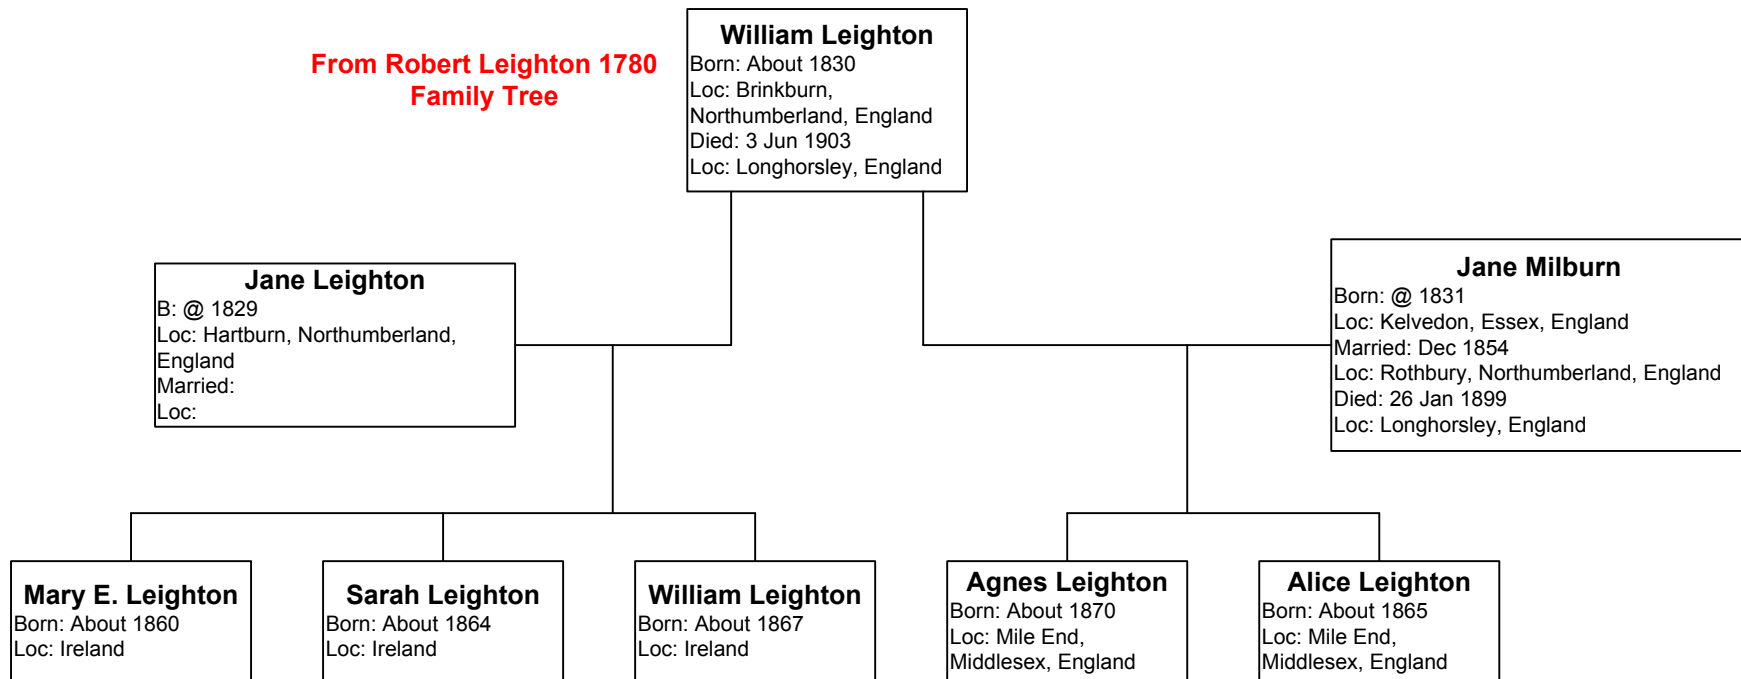 From Robert Leighton 1780
Family Tree
William Leighton
Born: About 1830
Loc: Brinkburn,
Northumberland, England
Died: 3 Jun 1903
Loc: Longhorsley, England
Jane Leighton
B: @ 1829
Loc: Hartburn, Northumberland,
England
Married:
Loc:
Jane Milburn
Born: @ 1831
Loc: Kelvedon, Essex, England
Married: Dec 1854
Loc: Rothbury, Northumberland, England
Died: 26 Jan 1899
Loc: Longhorsley, England
Mary E. Leighton
Born: About 1860
Loc: Ireland
Sarah Leighton
Born: About 1864
Loc: Ireland
William Leighton
Born: About 1867
Loc: Ireland
Agnes Leighton
Born: About 1870
Loc: Mile End,
Middlesex, England
Alice Leighton
Born: About 1865
Loc: Mile End,
Middlesex, England